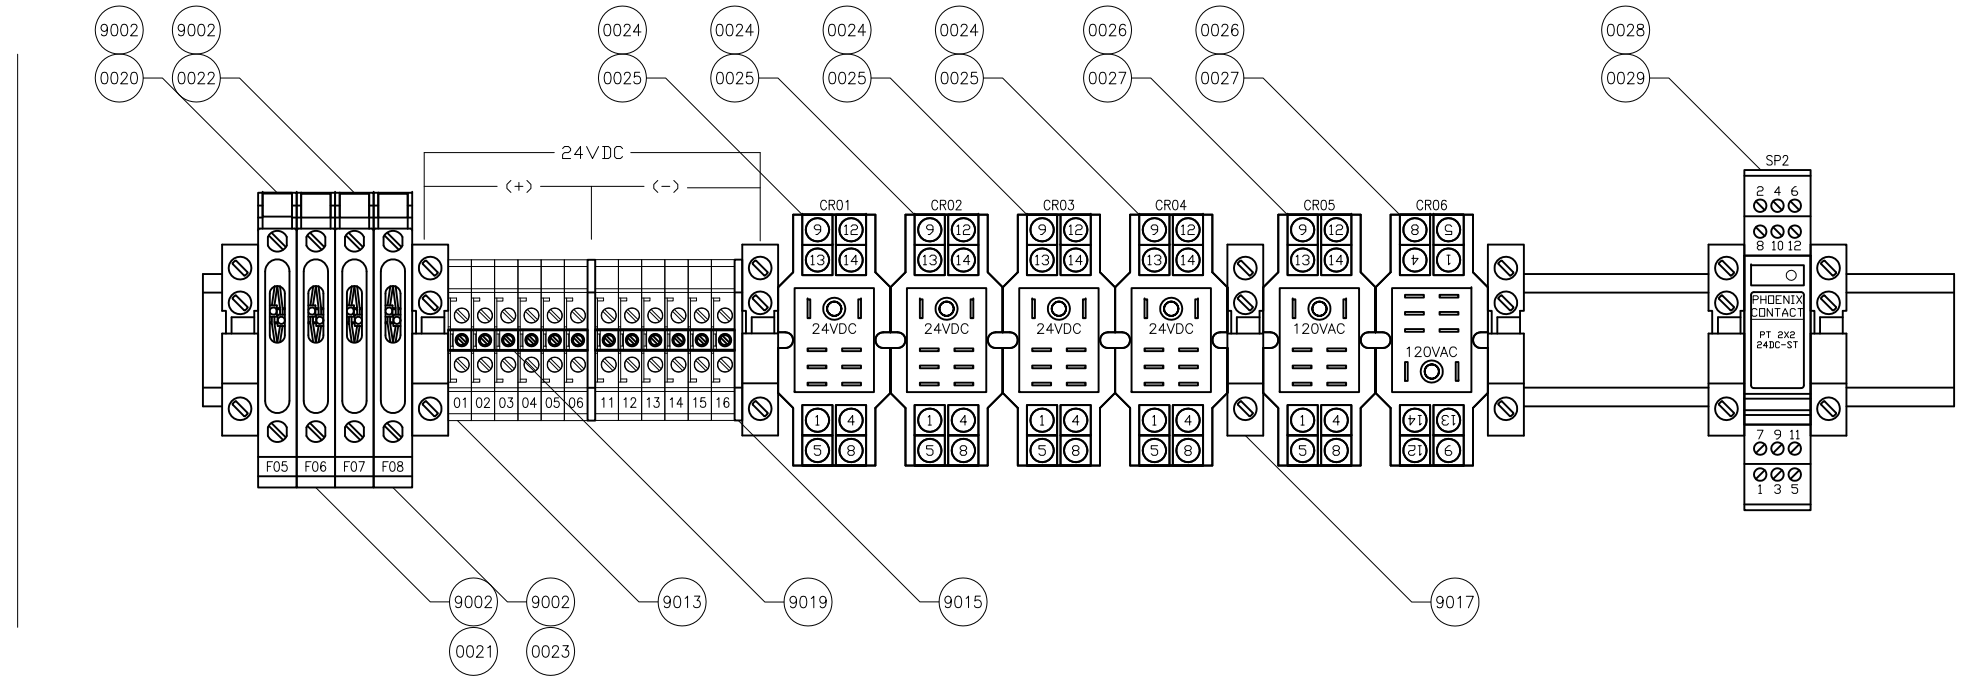 9002 9002 0024 0024 0024 0024 0026 0026 0028
0020 0022 0025 0025 0025 0025 0027 0027 0029
24VDC
(+) (-)
SP2
CR01 CR02 CR03 CR04 CR05 CR06
2 4 6
9 12 9 12 9 12 9 12 9 12 8 5
8 10 12
13 14 13 14 13 14 13 14 13 14 4 1
PHOENIX
CONTACT
24VDC 24VDC 24VDC 24VDC 120VAC
PT 2X2
24DC-ST
120VAC
01 02 03 04 05 06 11 12 13 14 15 16
1 4 1 4 1 4 1 4 1 4 14 13
7 9 11
5 8 5 8 5 8 5 8 5 8 12 9
F05 F06 F07 F08
1 3 5
9002 9002 9013 9019 9015 9017
0021 0023